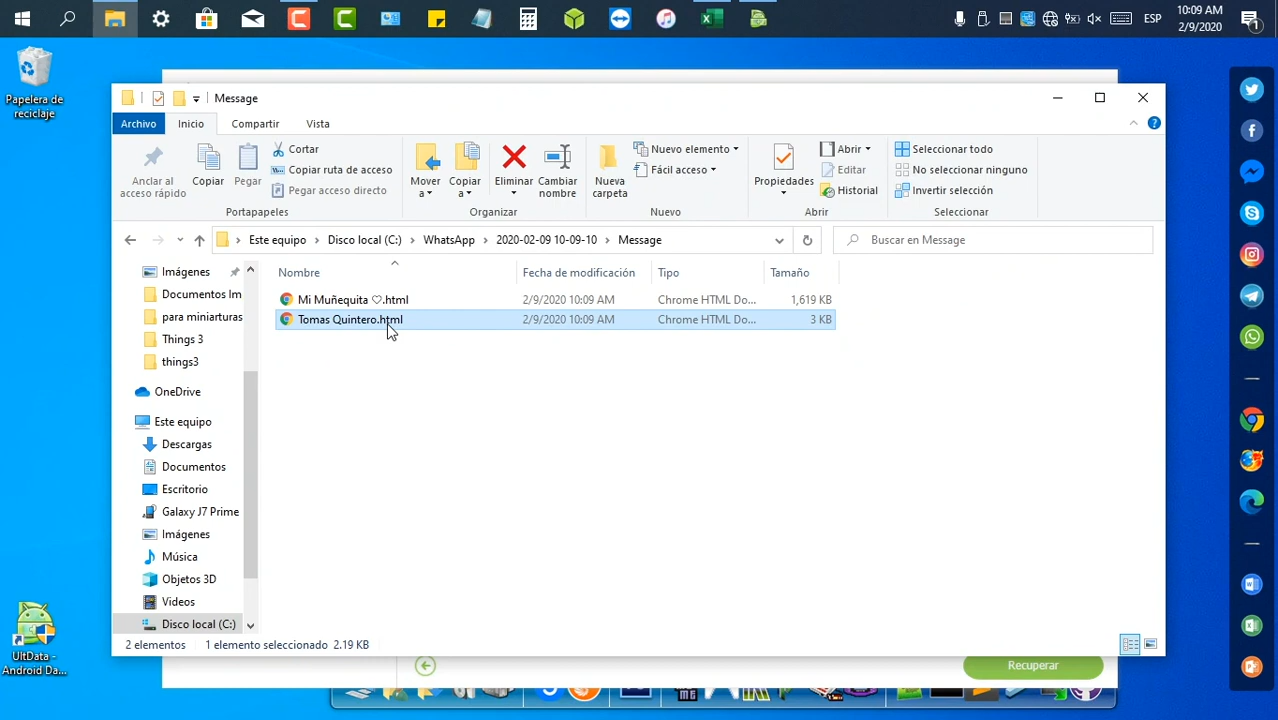 ESP
10:09 AM
2/9/2020
1
Papelera de
reciclaje
Message
Archivo
Inicio
Compartir
Vista
Anclar al
acceso rápido
Copiar
Pegar
Cortar
Copiar ruta de acceso
Pegar acceso directo
Mover
a
Copiar
a
Eliminar
Cambiar
nombre
Nueva
carpeta
Nuevo elemento
Fácil acceso
Propiedades
Abrir
Editar
Historial
Seleccionar todo
No seleccionar ninguno
Invertir selección
Portapapeles
Organizar
Nuevo
Abrir
Seleccionar
Este equipo > Disco local (C:) > WhatsApp > 2020-02-09 10-09-10 > Message
Buscar en Message
Nombre
Fecha de modificación
Tipo
Tamaño
Mi Muñequita ♡.html 2/9/2020 10:09 AM Chrome HTML Do... 1,619 KB
Tomas Quintero.html 2/9/2020 10:09 AM Chrome HTML Do... 3 KB
Imágenes
Documentos Im
para miniarturas
Things 3
things3
OneDrive
Este equipo
Descargas
Documentos
Escritorio
Galaxy J7 Prime
Imágenes
Música
Objetos 3D
Videos
Disco local (C:)
2 elementos
1 elemento seleccionado 2.19 KB
UltData -
Android Da...
Recuperar